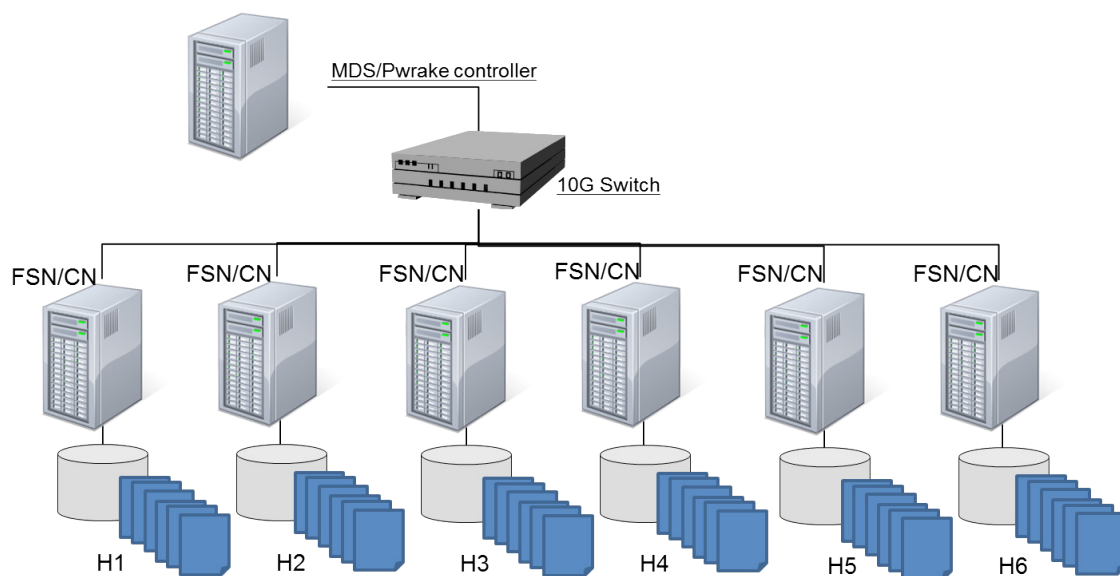 MDS/Pwrake controller
10G Switch
FSN/CN FSN/CN FSN/CN FSN/CN FSN/CN FSN/CN
H1 H2 H3 H4 H5 H6